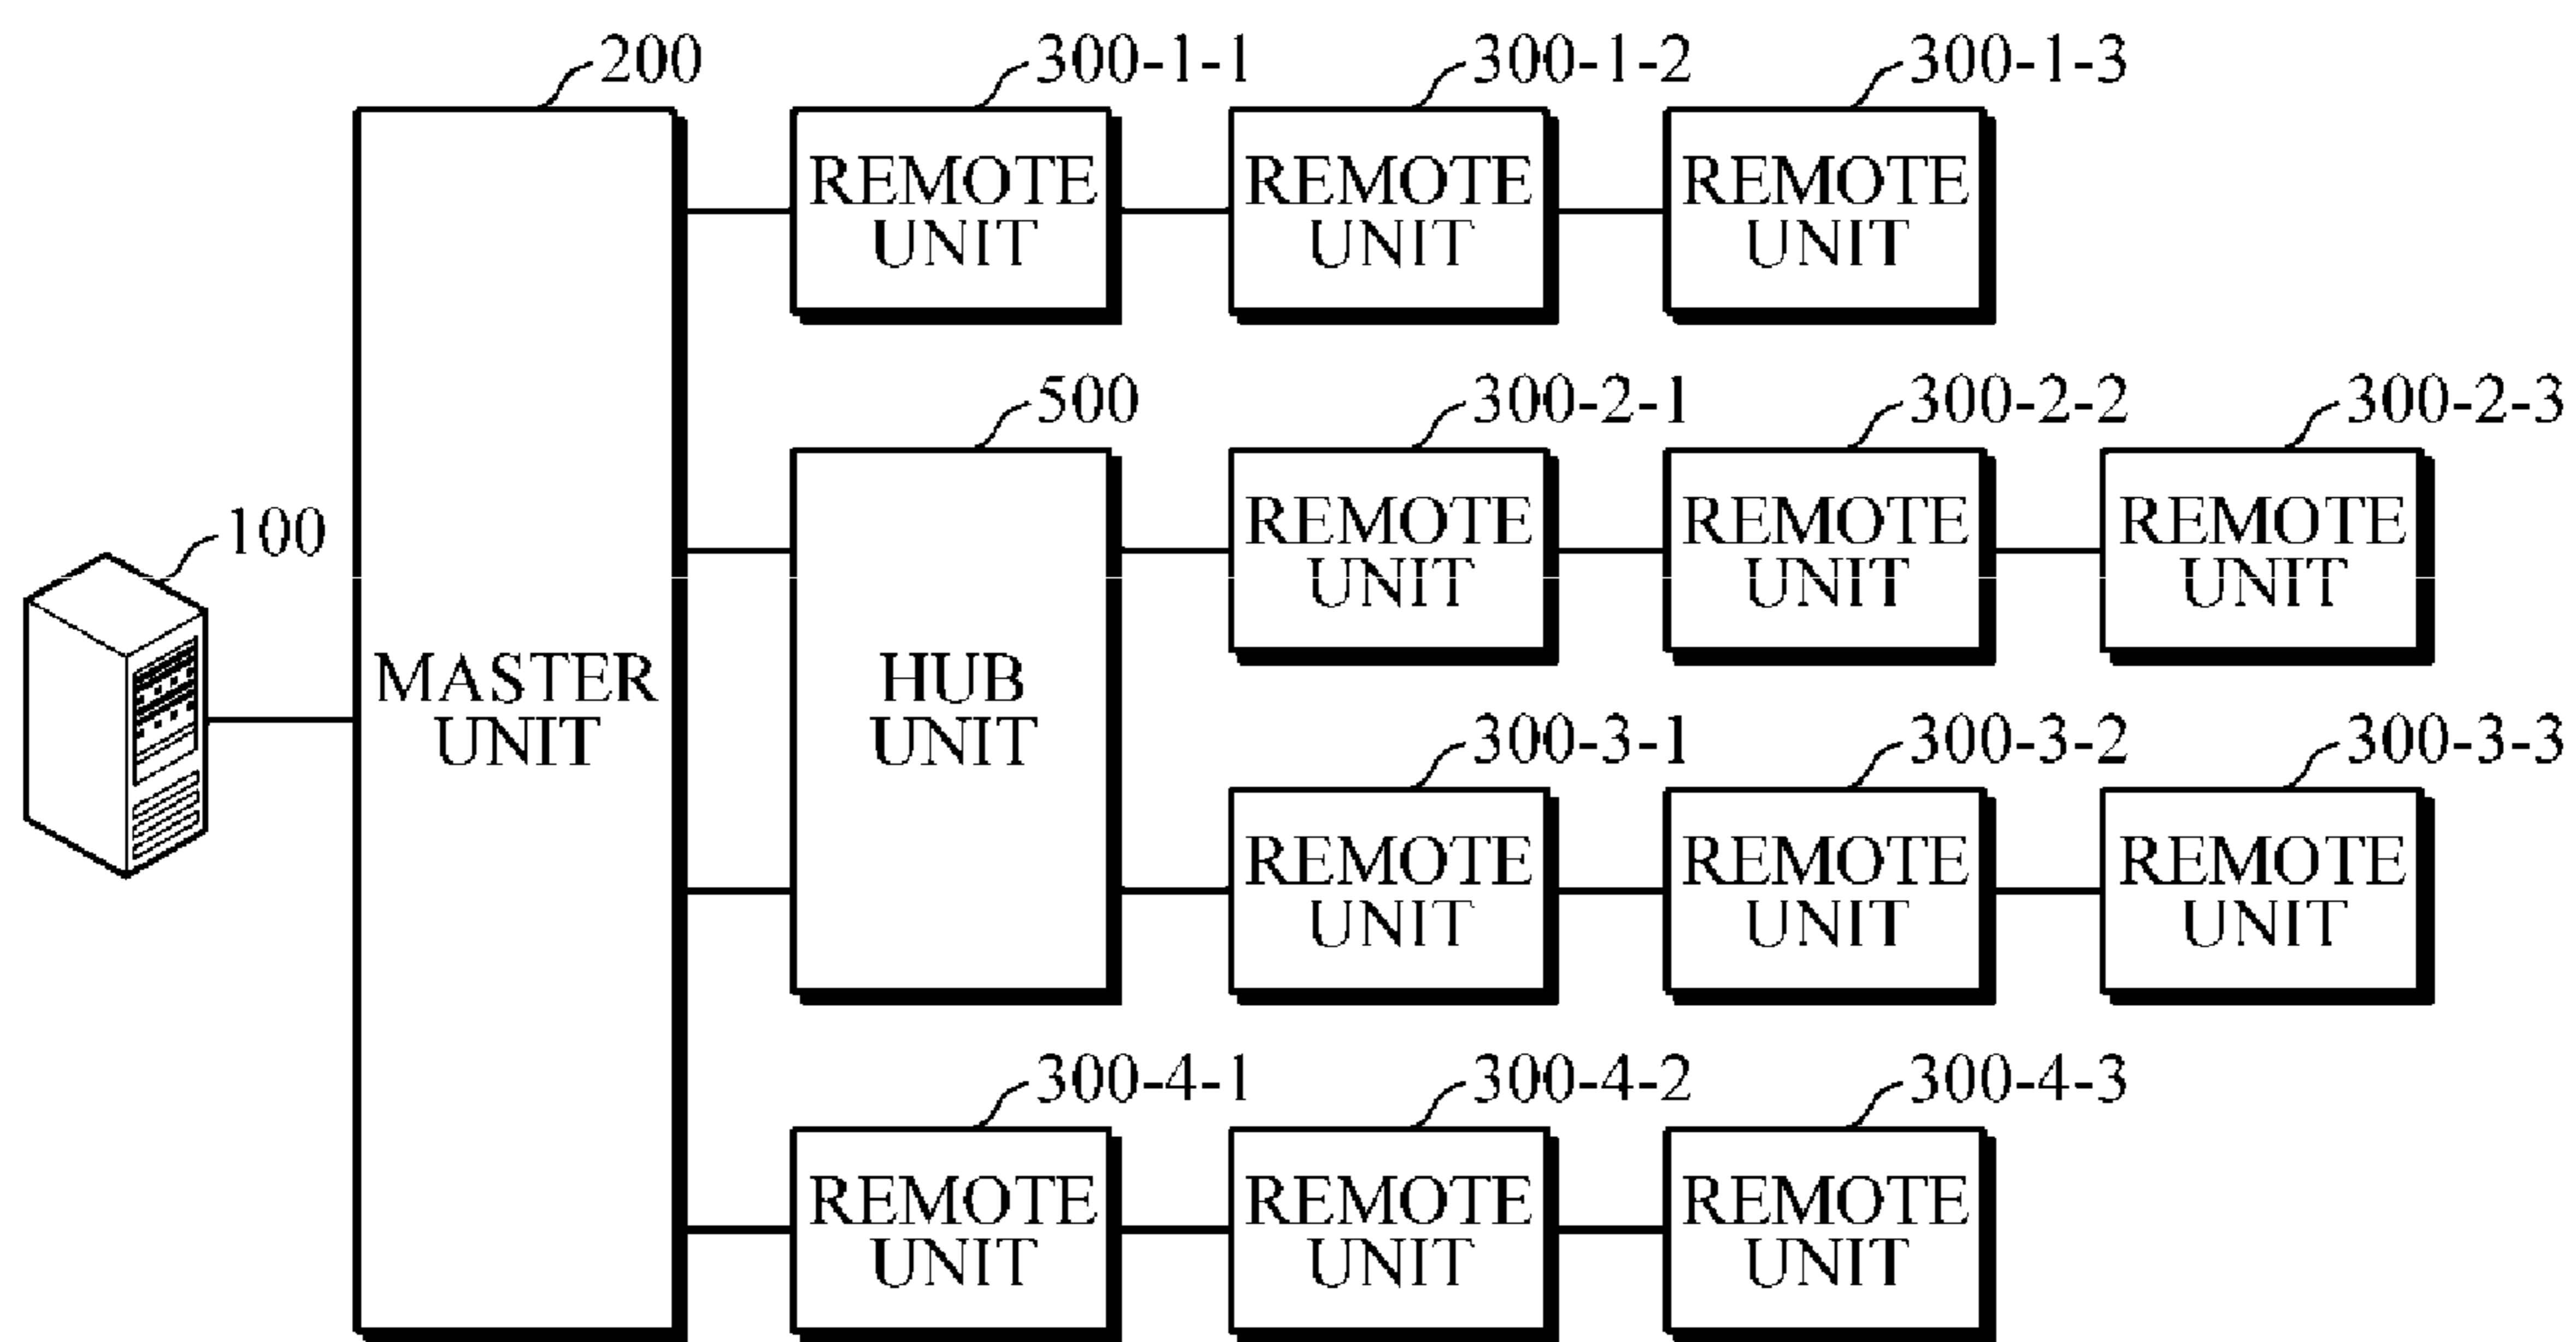 200
300-1-1
300-1-2
300-1-3
REMOTE
UNIT
REMOTE
UNIT
REMOTE
UNIT
500
300-2-1
300-2-2
300-2-3
100
REMOTE
UNIT
REMOTE
UNIT
REMOTE
UNIT
MASTER
UNIT
HUB
UNIT
300-3-1
300-3-2
300-3-3
REMOTE
UNIT
REMOTE
UNIT
REMOTE
UNIT
300-4-1
300-4-2
300-4-3
REMOTE
UNIT
REMOTE
UNIT
REMOTE
UNIT